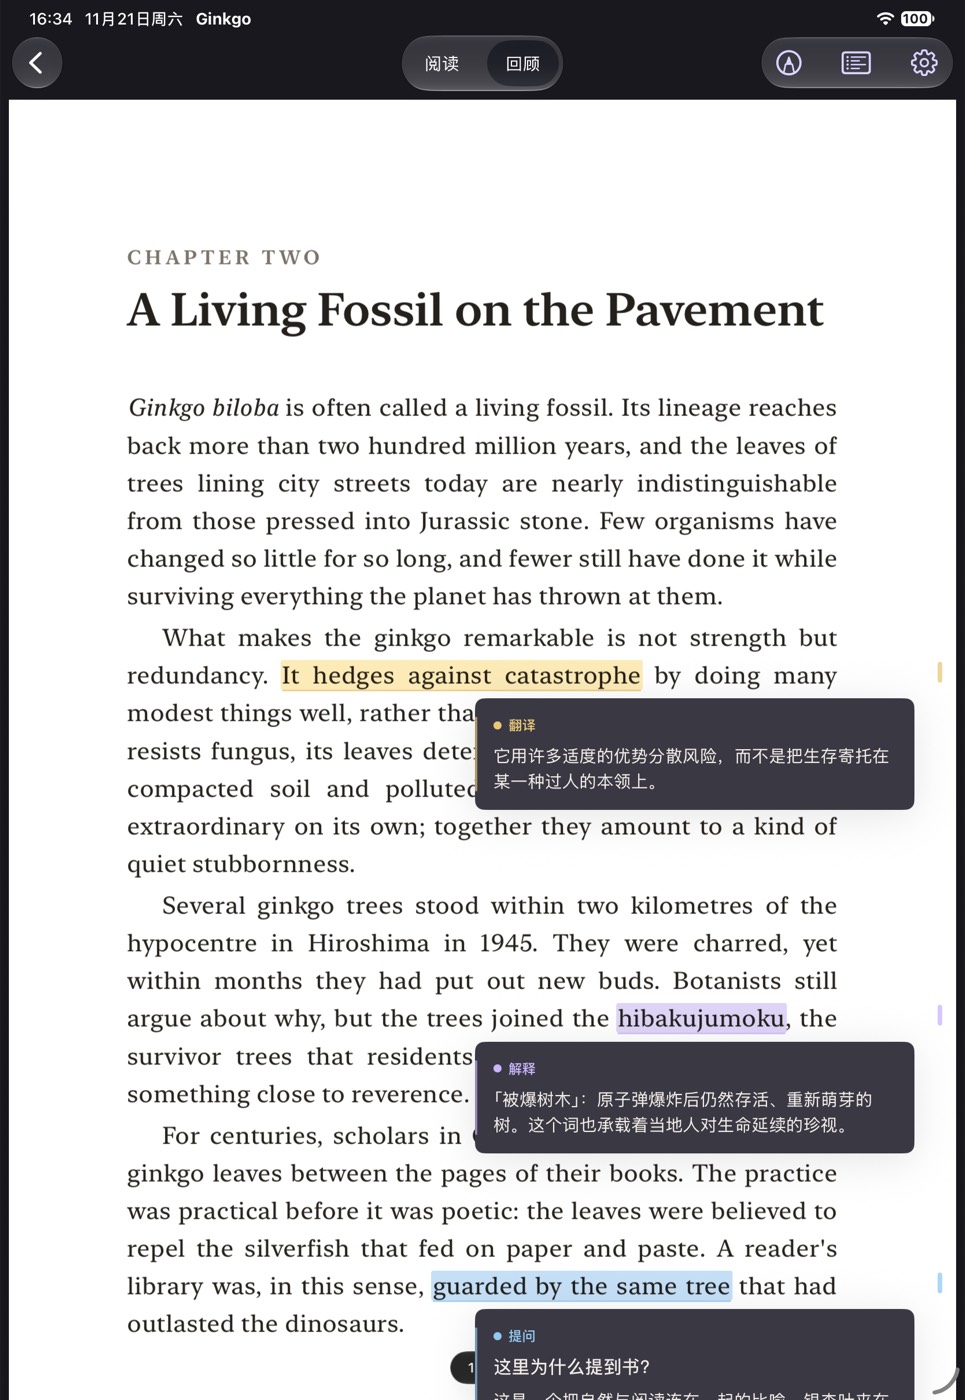 16:34 11月21日周六 Ginkgo 100
阅读 回顾
CHAPTER TWO
A Living Fossil on the Pavement
Ginkgo biloba is often called a living fossil. Its lineage reaches
back more than two hundred million years, and the leaves of
trees lining city streets today are nearly indistinguishable
from those pressed into Jurassic stone. Few organisms have
changed so little for so long, and fewer still have done it while
surviving everything the planet has thrown at them.
What makes the ginkgo remarkable is not strength but
redundancy. It hedges against catastrophe by doing many
modest things well, rather
翻译
它用许多适度的优势分散风险，而不是把生存寄托在
某一种过人的本领上。
resists fungus, its leaves
compacted soil and polluted
extraordinary on its own; together they amount to a kind of
quiet stubbornness.
Several ginkgo trees stood within two kilometres of the
hypocentre in Hiroshima in 1945. They were charred, yet
within months they had put out new buds. Botanists still
argue about why, but the trees joined the hibakujumoku, the
survivor trees that residents
解释
「被爆树木」：原子弹爆炸后仍然存活、重新萌芽的
树。这个词也承载着当地人对生命延续的珍视。
something close to reverence.
For centuries, scholars in
ginkgo leaves between the pages of their books. The practice
was practical before it was poetic: the leaves were believed to
repel the silverfish that fed on paper and paste. A reader's
library was, in this sense, guarded by the same tree that had
outlasted the dinosaurs.
提问
这里为什么提到书？